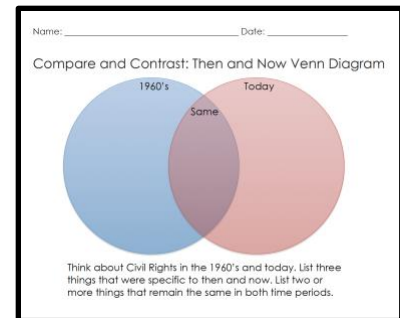 Name: ______________________________ Date: ______________
Compare and Contrast: Then and Now Venn Diagram
1960's Today
Same
Think about Civil Rights in the 1960's and today. List three
things that were specific to then and now. List two or
more things that remain the same in both time periods.